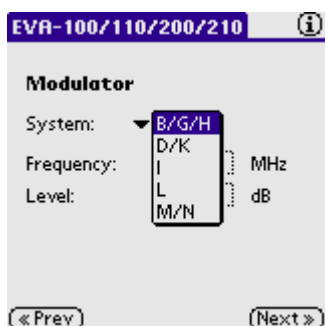 EVA-100/110/200/210
Modulator
System: B/G/H
D/K
Frequency: I MHz
Level: L dB
M/N
« Prev Next »